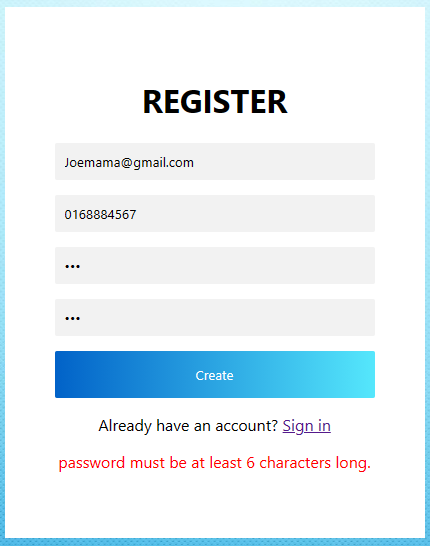 REGISTER
Joemama@gmail.com
0168884567
•••
•••
Create
Already have an account? Sign in
password must be at least 6 characters long.